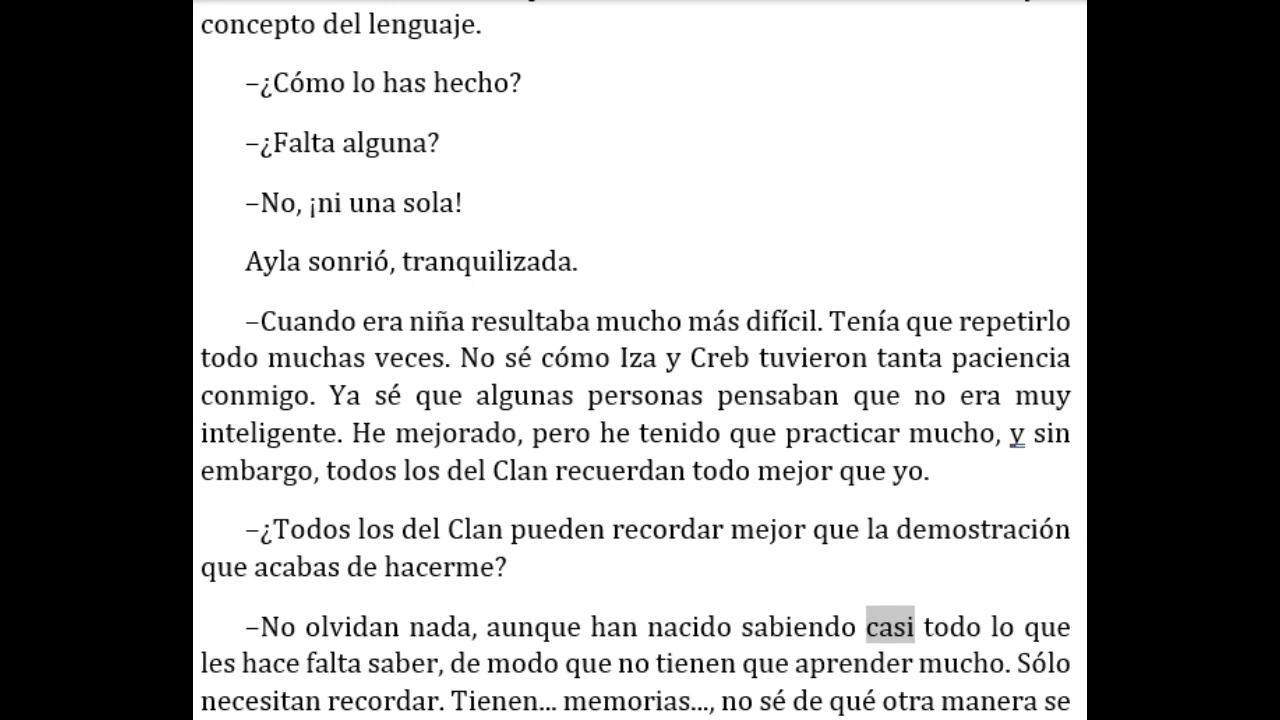 concepto del lenguaje.
–¿Cómo lo has hecho?
–¿Falta alguna?
–No, ¡ni una sola!
Ayla sonrió, tranquilizada.
–Cuando era niña resultaba mucho más difícil. Tenía que repetirlo
todo muchas veces. No sé cómo Iza y Creb tuvieron tanta paciencia
conmigo. Ya sé que algunas personas pensaban que no era muy
inteligente. He mejorado, pero he tenido que practicar mucho, y sin
embargo, todos los del Clan recuerdan todo mejor que yo.
–¿Todos los del Clan pueden recordar mejor que la demostración
que acabas de hacerme?
–No olvidan nada, aunque han nacido sabiendo casi todo lo que
les hace falta saber, de modo que no tienen que aprender mucho. Sólo
necesitan recordar. Tienen... memorias..., no sé de qué otra manera se